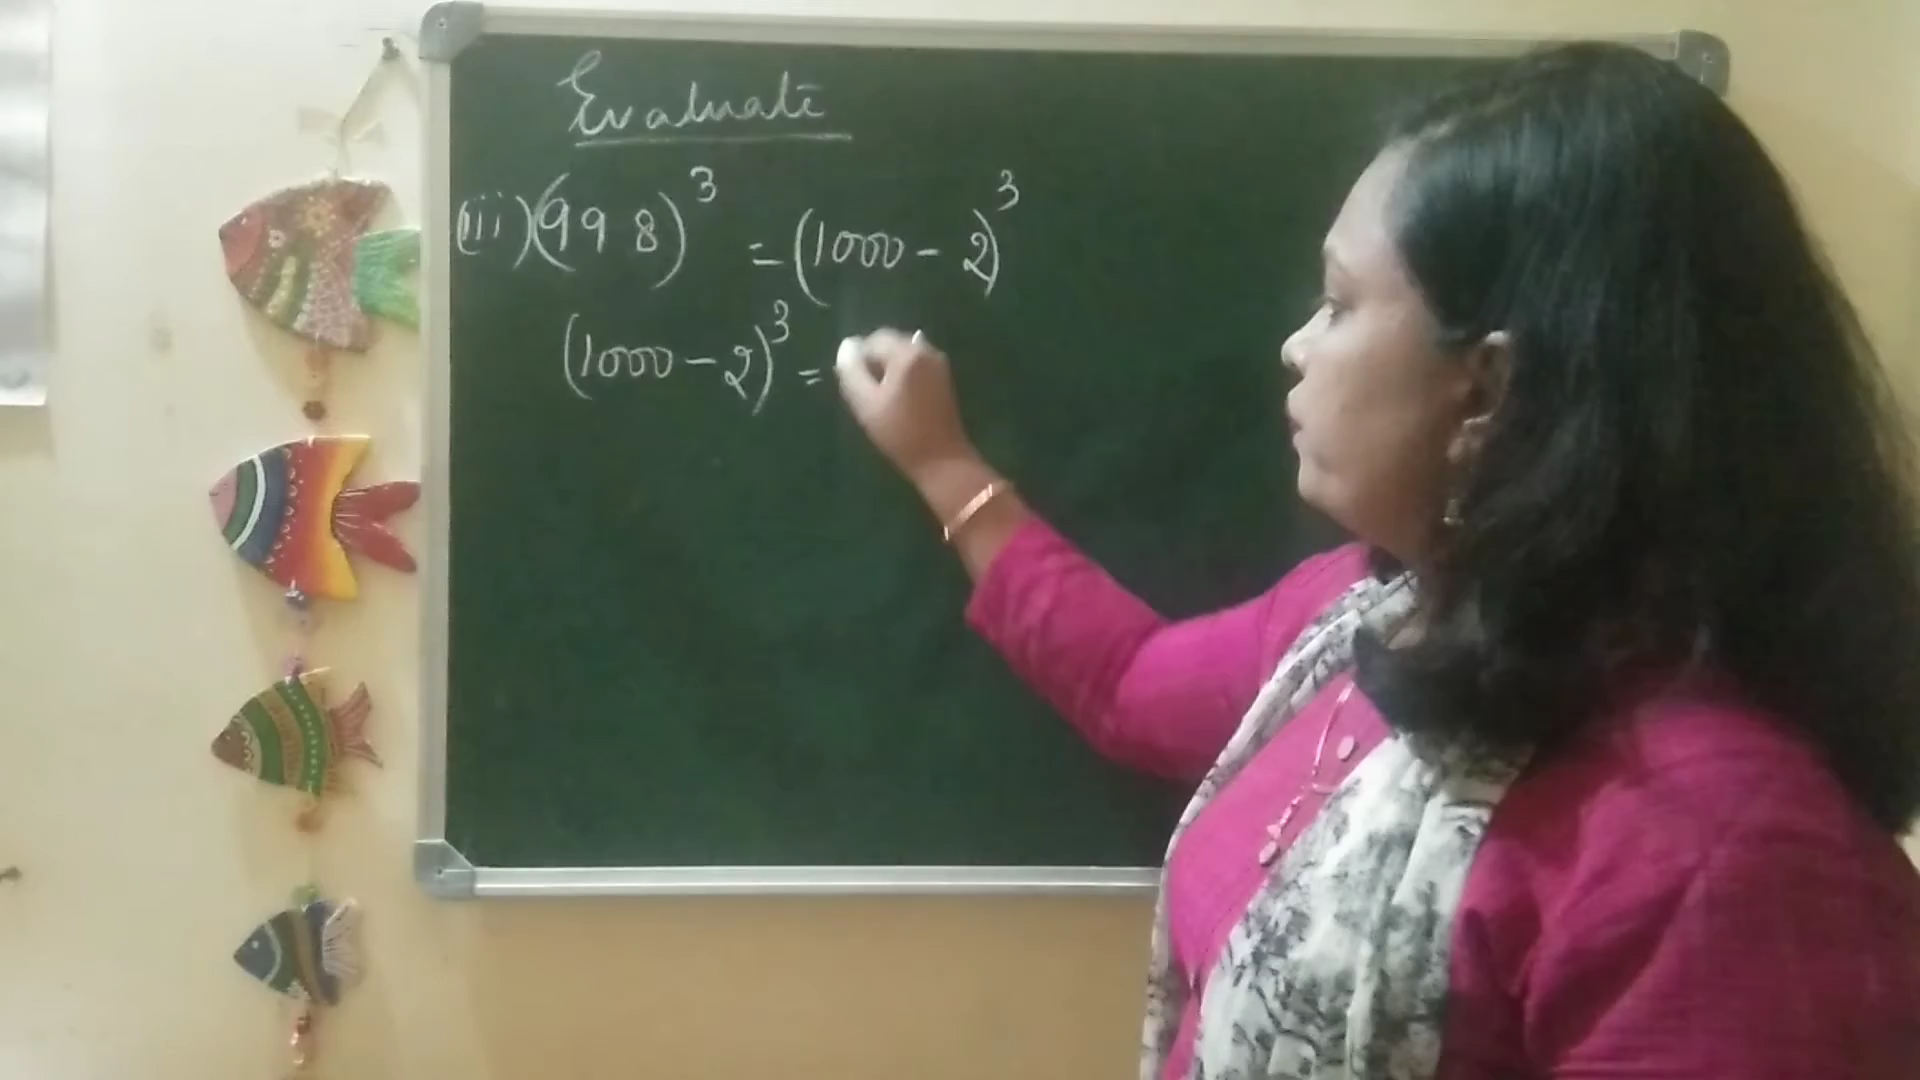 Evaluate
(iii) (998)³ = (1000 - 2)³
(1000 - 2)³ =